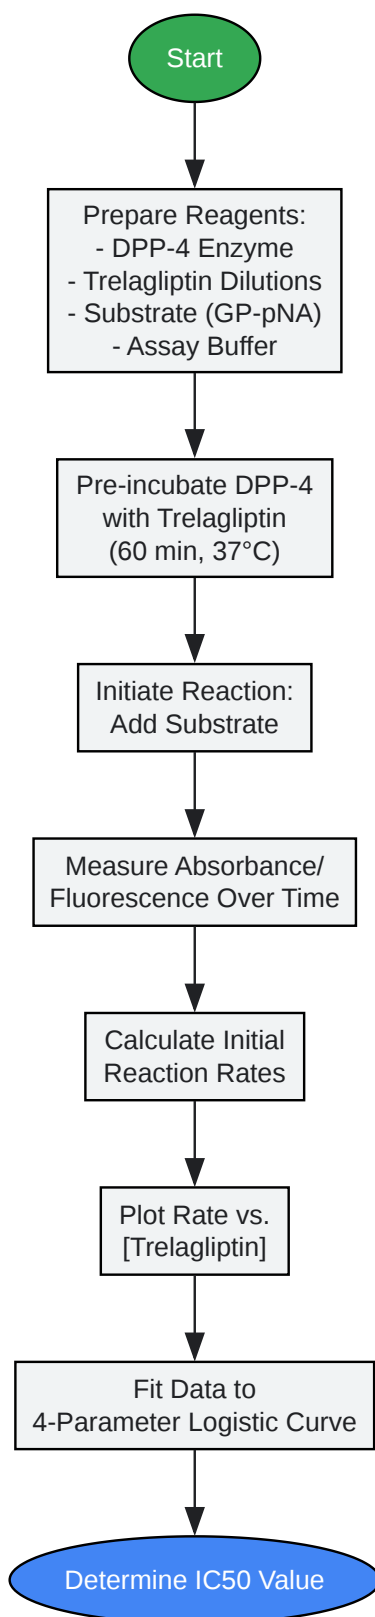 Start
Prepare Reagents:
- DPP-4 Enzyme
- Trelagliptin Dilutions
- Substrate (GP-pNA)
- Assay Buffer
Pre-incubate DPP-4
with Trelagliptin
(60 min, 37°C)
Initiate Reaction:
Add Substrate
Measure Absorbance/
Fluorescence Over Time
Calculate Initial
Reaction Rates
Plot Rate vs.
[Trelagliptin]
Fit Data to
4-Parameter Logistic Curve
Determine IC50 Value